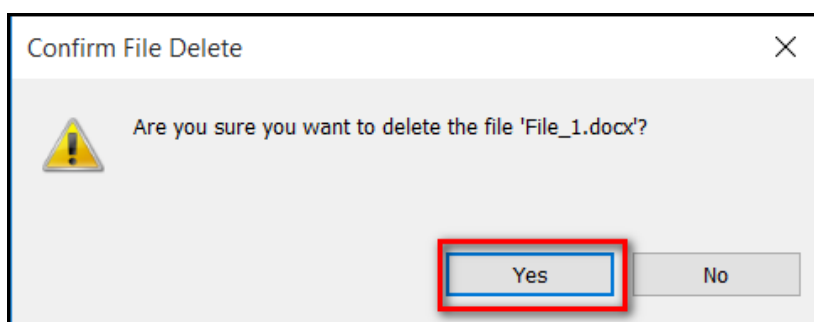 Confirm File Delete
Are you sure you want to delete the file 'File_1.docx'?
Yes
No